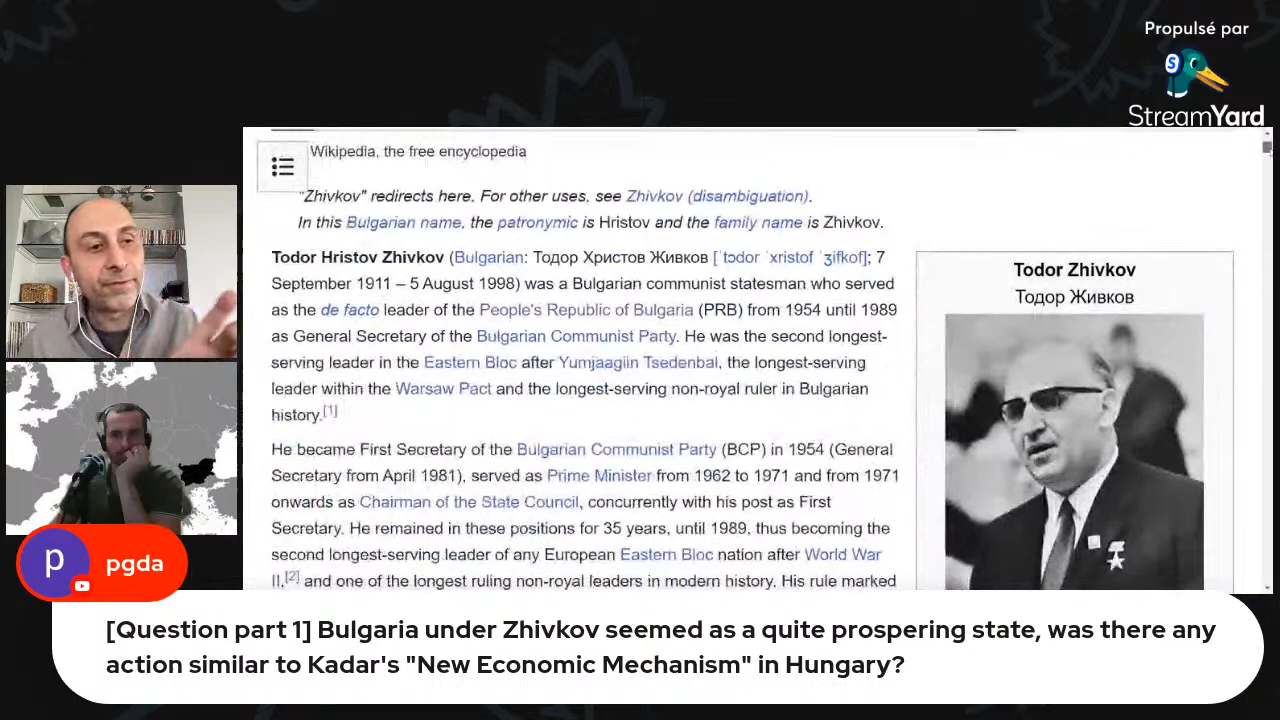 Propulsé par
StreamYard
Wikipedia, the free encyclopedia
"Zhivkov" redirects here. For other uses, see Zhivkov (disambiguation).
In this Bulgarian name, the patronymic is Hristov and the family name is Zhivkov.
Todor Hristov Zhivkov (Bulgarian: Тодор Христов Живков [ˈtɔdor ˈxristof ˈʒifkof]; 7
September 1911 – 5 August 1998) was a Bulgarian communist statesman who served
as the de facto leader of the People's Republic of Bulgaria (PRB) from 1954 until 1989
as General Secretary of the Bulgarian Communist Party. He was the second longest-
serving leader in the Eastern Bloc after Yumjaagiin Tsedenbal, the longest-serving
leader within the Warsaw Pact and the longest-serving non-royal ruler in Bulgarian
history.[1]
He became First Secretary of the Bulgarian Communist Party (BCP) in 1954 (General
Secretary from April 1981), served as Prime Minister from 1962 to 1971 and from 1971
onwards as Chairman of the State Council, concurrently with his post as First
Secretary. He remained in these positions for 35 years, until 1989, thus becoming the
second longest-serving leader of any European Eastern Bloc nation after World War
II,[2] and one of the longest ruling non-royal leaders in modern history. His rule marked
Todor Zhivkov
Тодор Живков
p
pgda
[Question part 1] Bulgaria under Zhivkov seemed as a quite prospering state, was there any
action similar to Kadar's "New Economic Mechanism" in Hungary?